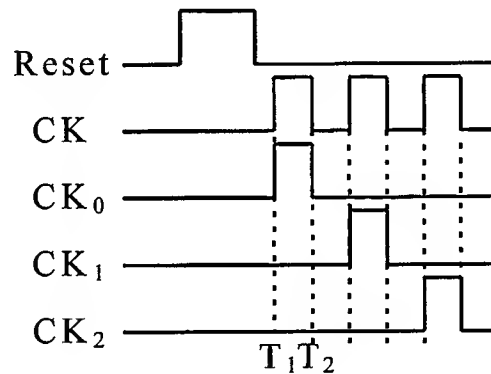 Reset
CK
CK₀
CK₁
CK₂
T₁T₂